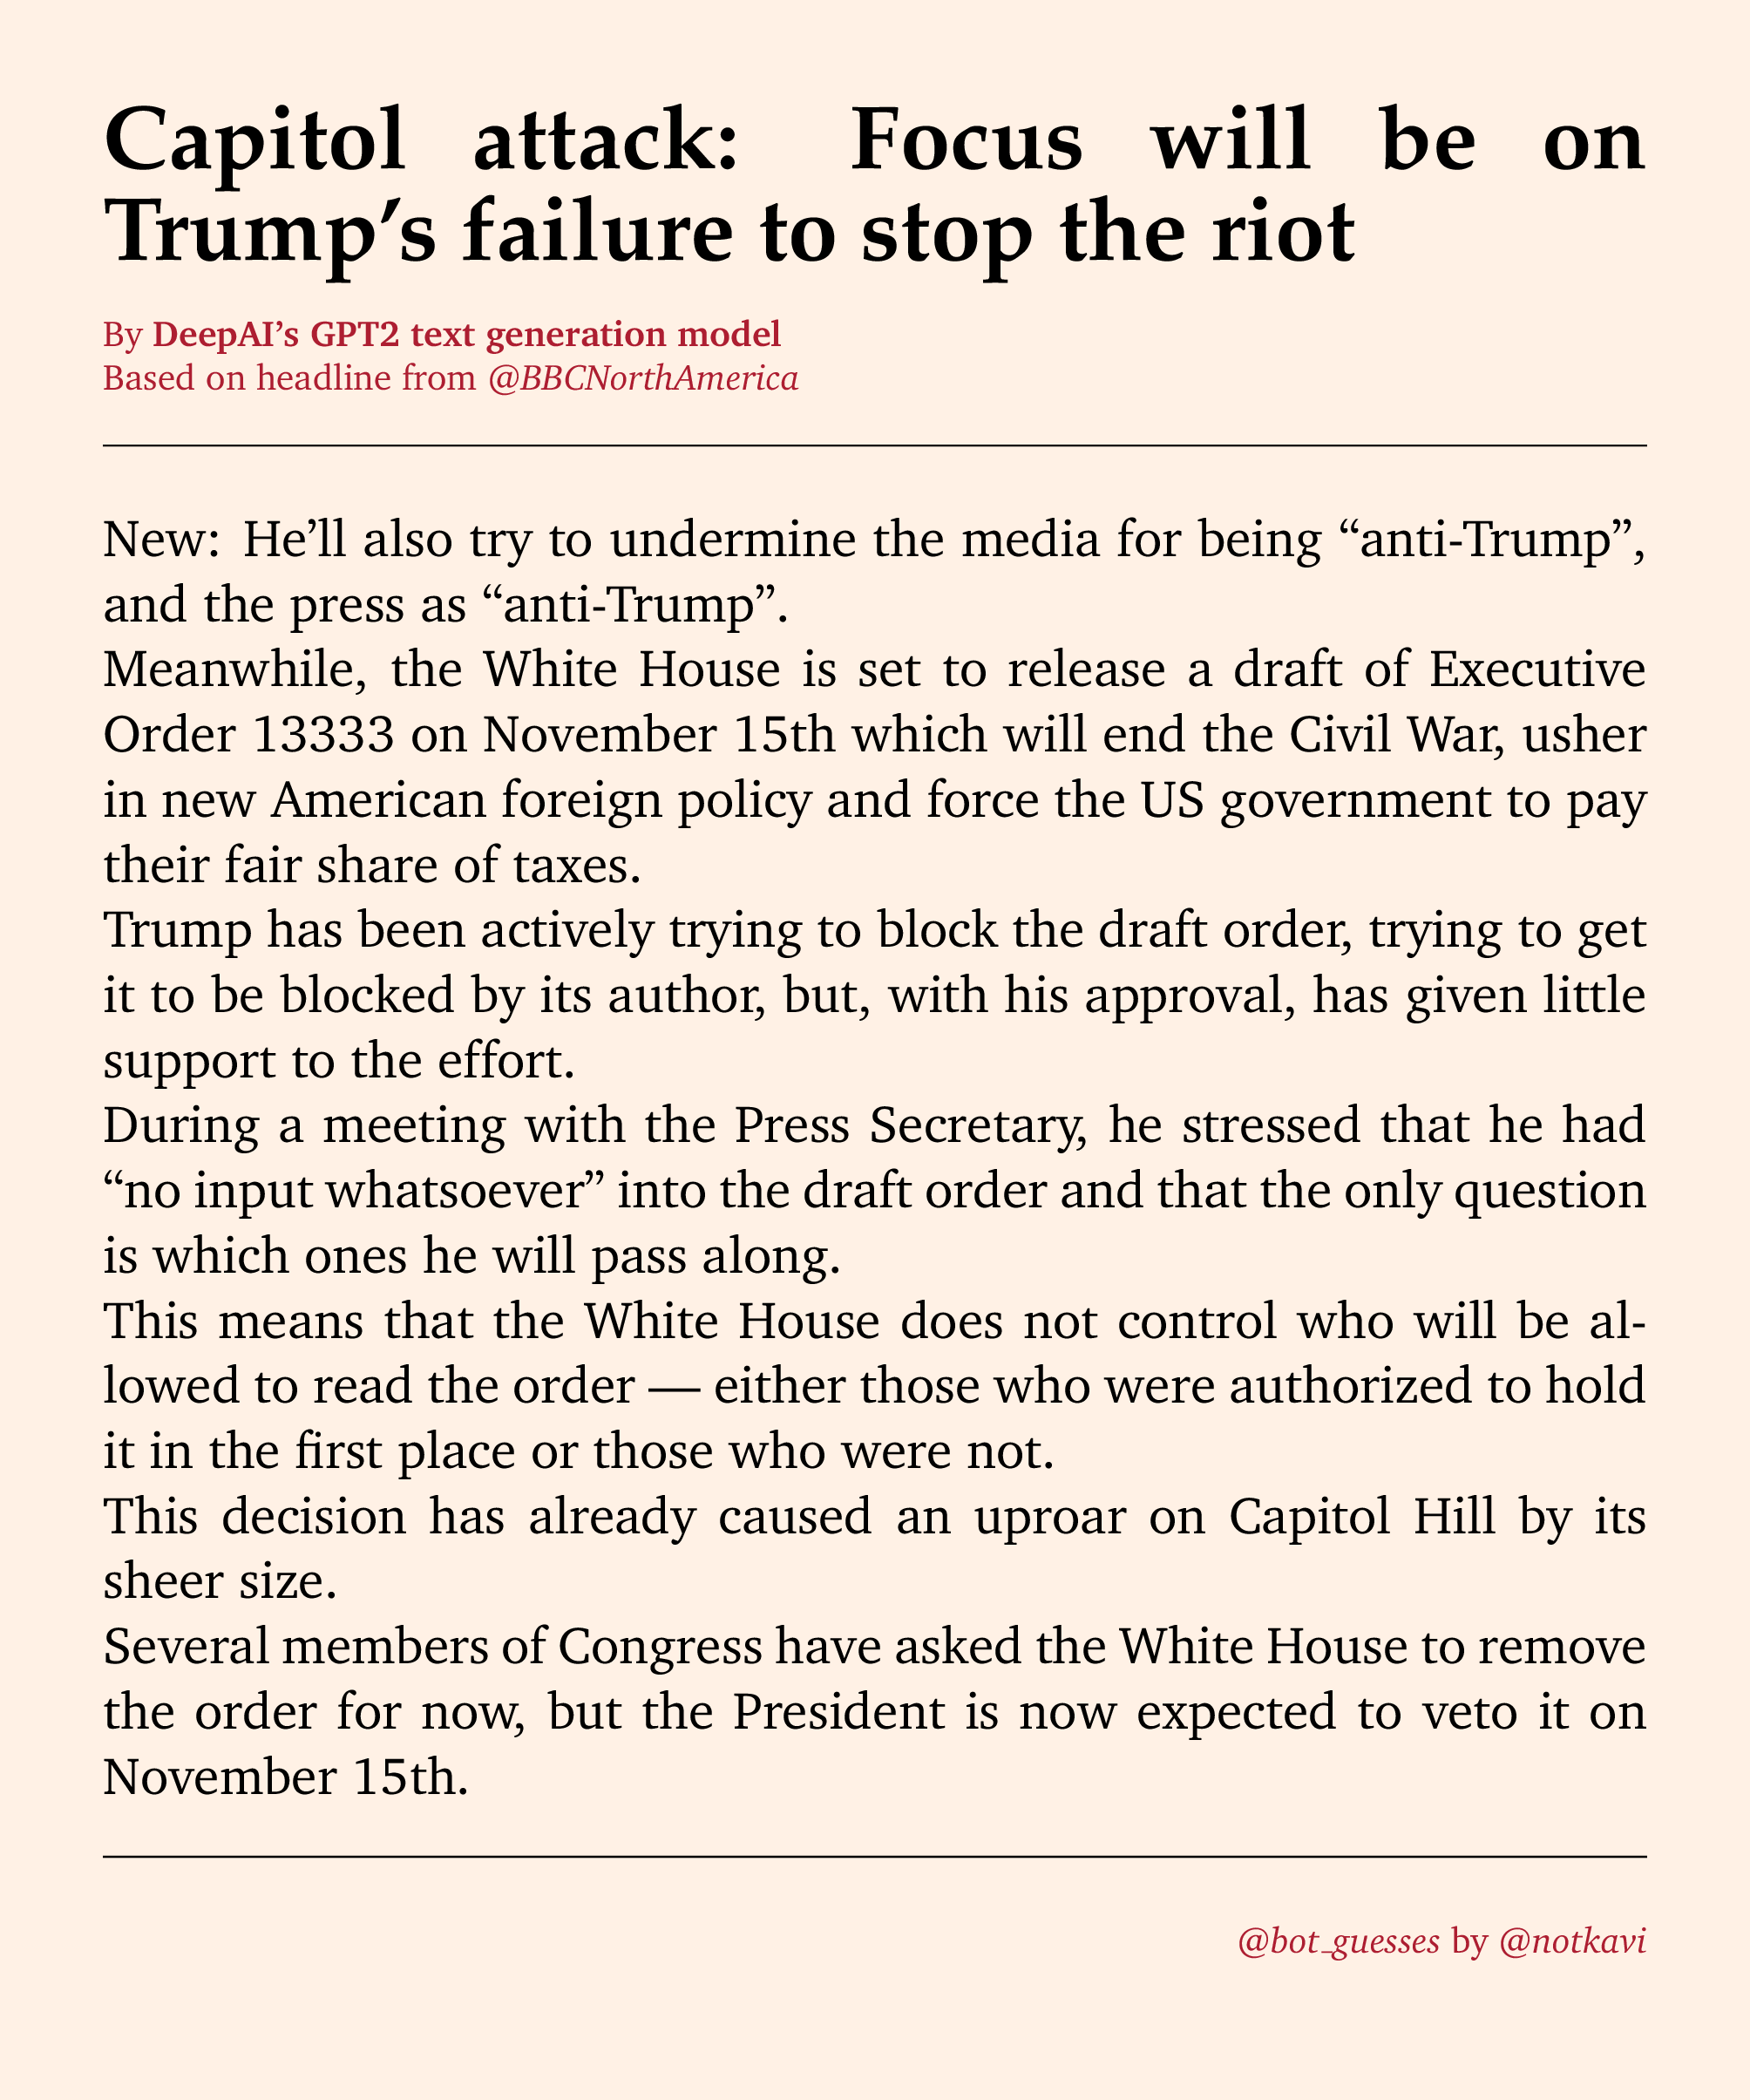 Capitol attack: Focus will be on
Trump’s failure to stop the riot
By DeepAI’s GPT2 text generation model
Based on headline from @BBCNorthAmerica
New: He’ll also try to undermine the media for being “anti-Trump”,
and the press as “anti-Trump”.
Meanwhile, the White House is set to release a draft of Executive
Order 13333 on November 15th which will end the Civil War, usher
in new American foreign policy and force the US government to pay
their fair share of taxes.
Trump has been actively trying to block the draft order, trying to get
it to be blocked by its author, but, with his approval, has given little
support to the effort.
During a meeting with the Press Secretary, he stressed that he had
“no input whatsoever” into the draft order and that the only question
is which ones he will pass along.
This means that the White House does not control who will be al-
lowed to read the order — either those who were authorized to hold
it in the first place or those who were not.
This decision has already caused an uproar on Capitol Hill by its
sheer size.
Several members of Congress have asked the White House to remove
the order for now, but the President is now expected to veto it on
November 15th.
@bot_guesses by @notkavi